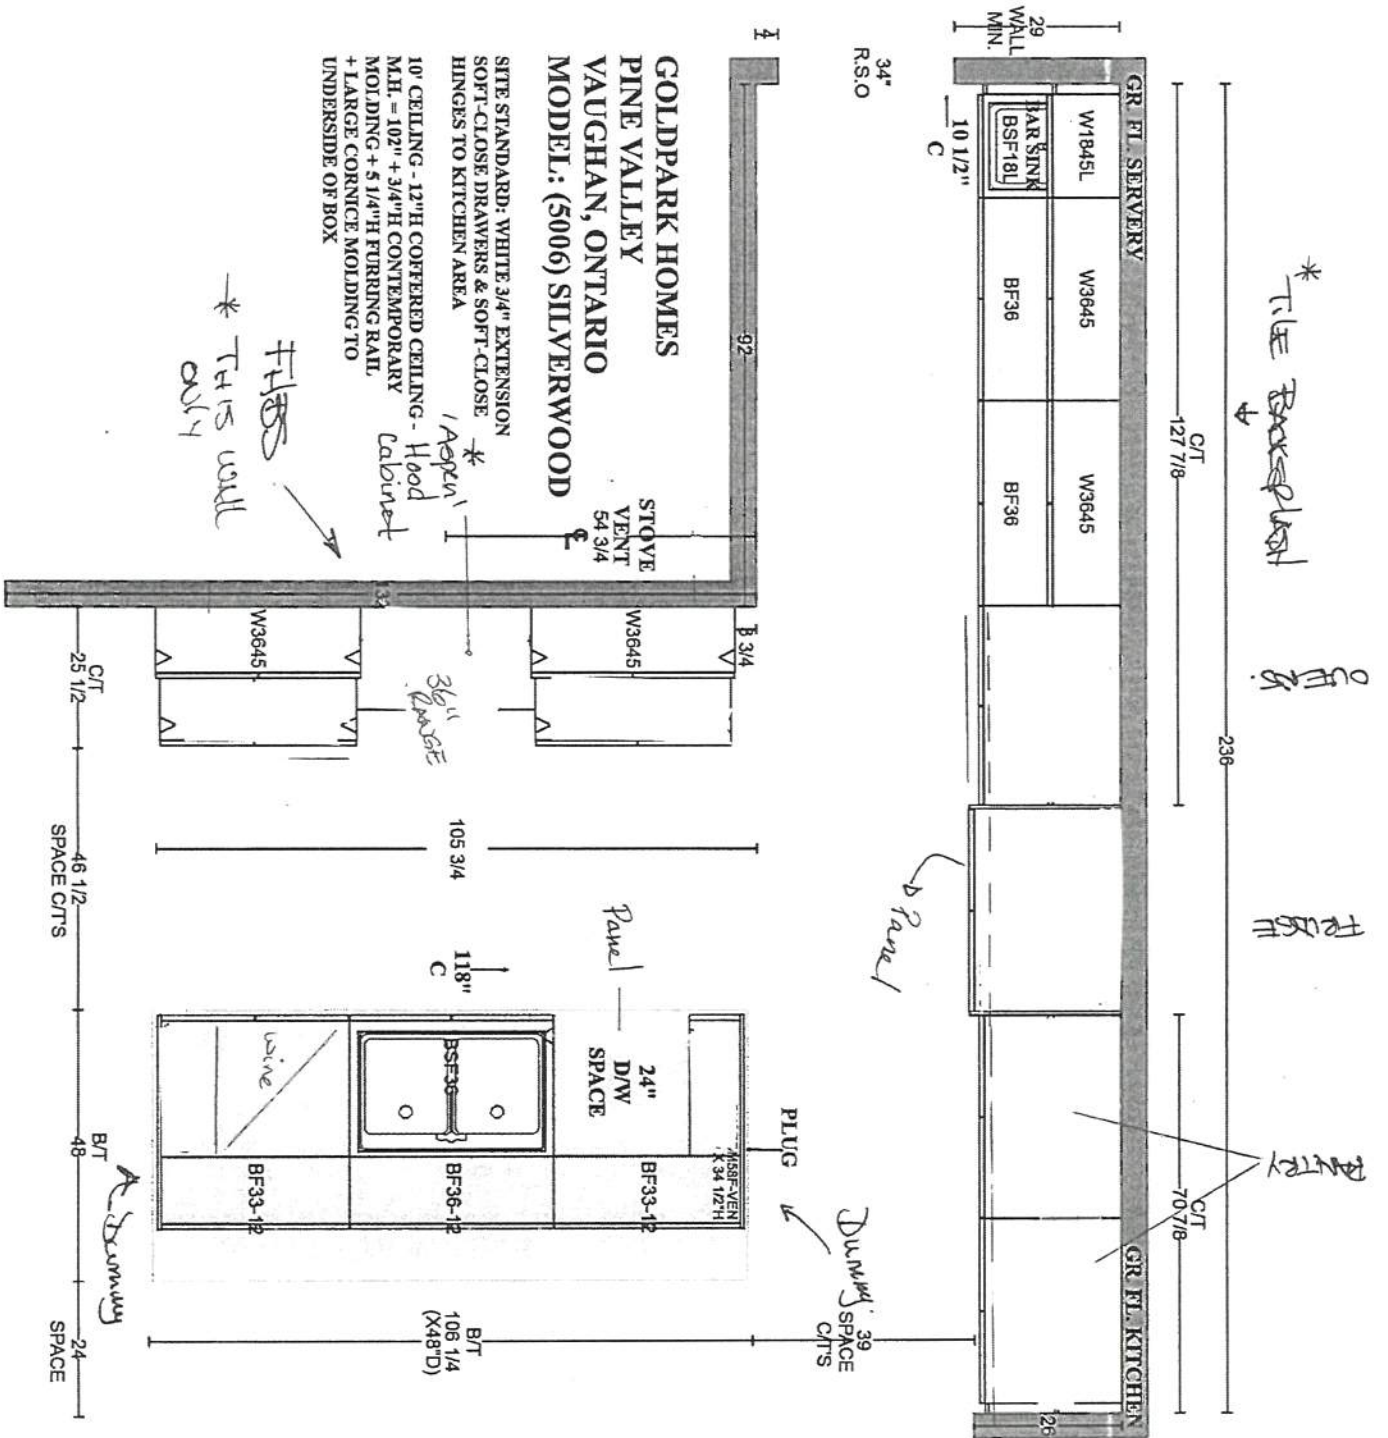 GR FL. SERVERY
GR FL. KITCHEN
* TILE BACKSPLASH
FRIDGE
PANTRY
236
C/T
127 7/8
C/T
70 7/8
29
WALL
MIN.
26
W1845L
W3645
W3645
BAR SINK
BSF18L
BF36
BF36
10 1/2"
C
34"
R.S.O
Panel
4
92
GOLDPARK HOMES
PINE VALLEY
VAUGHAN, ONTARIO
MODEL: (5006) SILVERWOOD
SITE STANDARD: WHITE 3/4" EXTENSION
SOFT-CLOSE DRAWERS & SOFT-CLOSE
HINGES TO KITCHEN AREA
10' CEILING - 12"H COFFERED CEILING -
M.H. = 102" + 3/4"H CONTEMPORARY
MOLDING + 5 1/4"H FURRING RAIL
+ LARGE CORNICE MOLDING TO
UNDERSIDE OF BOX
*
'Aspen'
Hood
Cabinet
FHBS
* THIS WALL
ONLY
STOVE
VENT
54 3/4
CL
3 3/4
W3645
W3645
36"
RANGE
C/T
25 1/2
46 1/2
SPACE C/T'S
105 3/4
118"
C
Panel
24"
D/W
SPACE
PLUG
Dummy
39
SPACE
C/T'S
wine
BSF36
BF33-12
BF36-12
BF33-12
X 34 1/2"H
B/T
48
Dummy
B/T
106 1/4
(X48"D)
24
SPACE